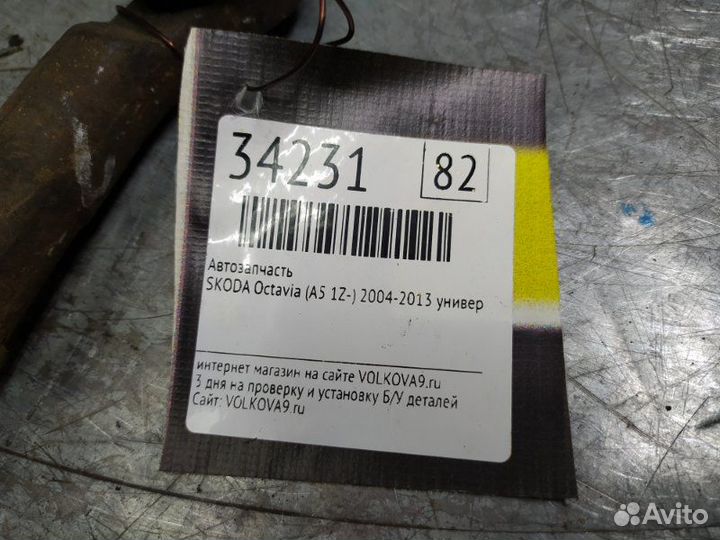 34231
82
Автозапчасть
SKODA Octavia (A5 1Z-) 2004-2013 универ
интернет магазин на сайте VOLKOVA9.ru
3 дня на проверку и установку Б/У деталей
Сайт: VOLKOVA9.ru
Avito